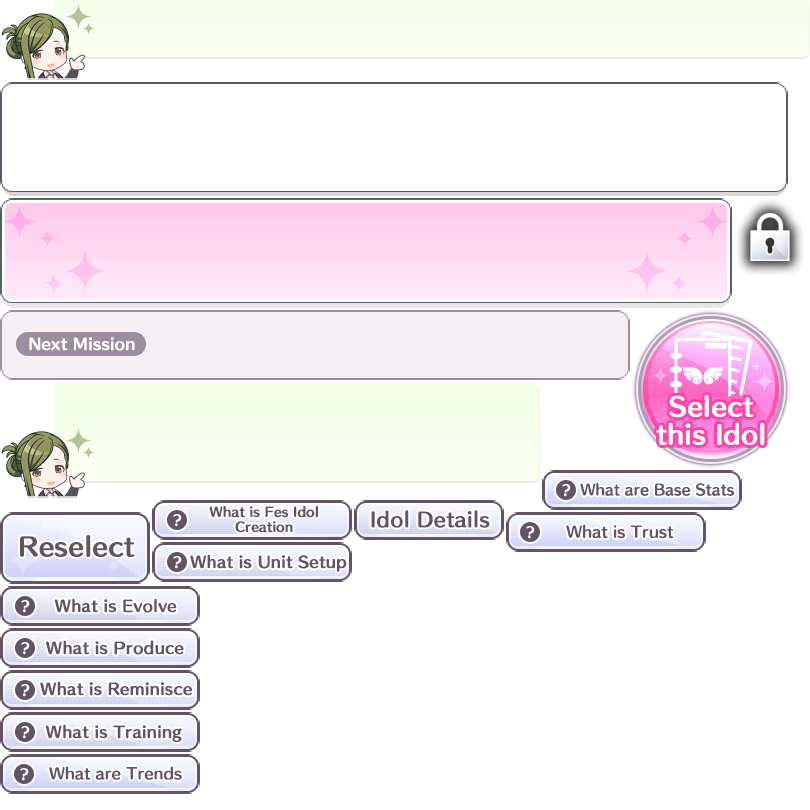 Next Mission
Select
this Idol
What are Base Stats
What is Fes Idol
Creation
Idol Details
What is Trust
Reselect
What is Unit Setup
What is Evolve
What is Produce
What is Reminisce
What is Training
What are Trends